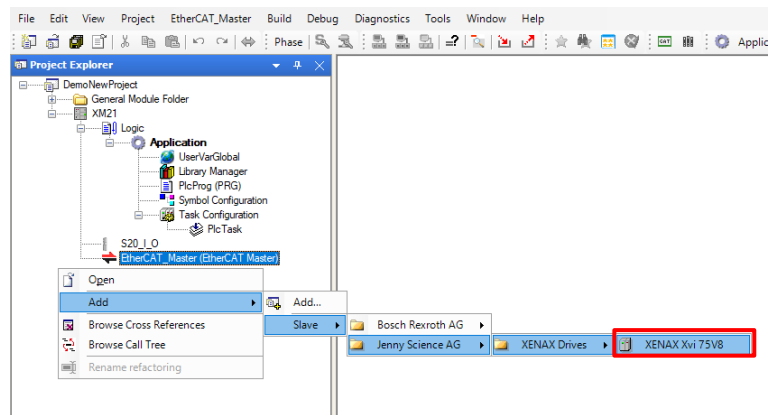 File Edit View Project EtherCAT_Master Build Debug Diagnostics Tools Window Help
Phase =? CAT Applic
Project Explorer
DemoNewProject
General Module Folder
XM21
Logic
Application
UserVarGlobal
Library Manager
PlcProg (PRG)
Symbol Configuration
Task Configuration
PlcTask
S20_I_O
EtherCAT_Master (EtherCAT Master)
Open
Add Add...
Browse Cross References Slave Bosch Rexroth AG
Browse Call Tree Jenny Science AG XENAX Drives XENAX Xvi 75V8
Rename refactoring